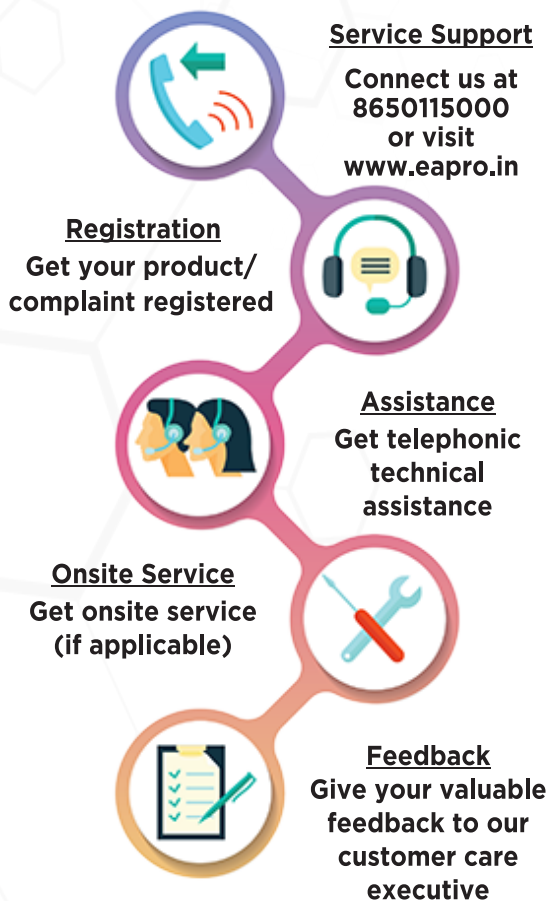 Service Support
Connect us at
8650115000
or visit
www.eapro.in
Registration
Get your product/
complaint registered
Assistance
Get telephonic
technical
assistance
Onsite Service
Get onsite service
(if applicable)
Feedback
Give your valuable
feedback to our
customer care
executive